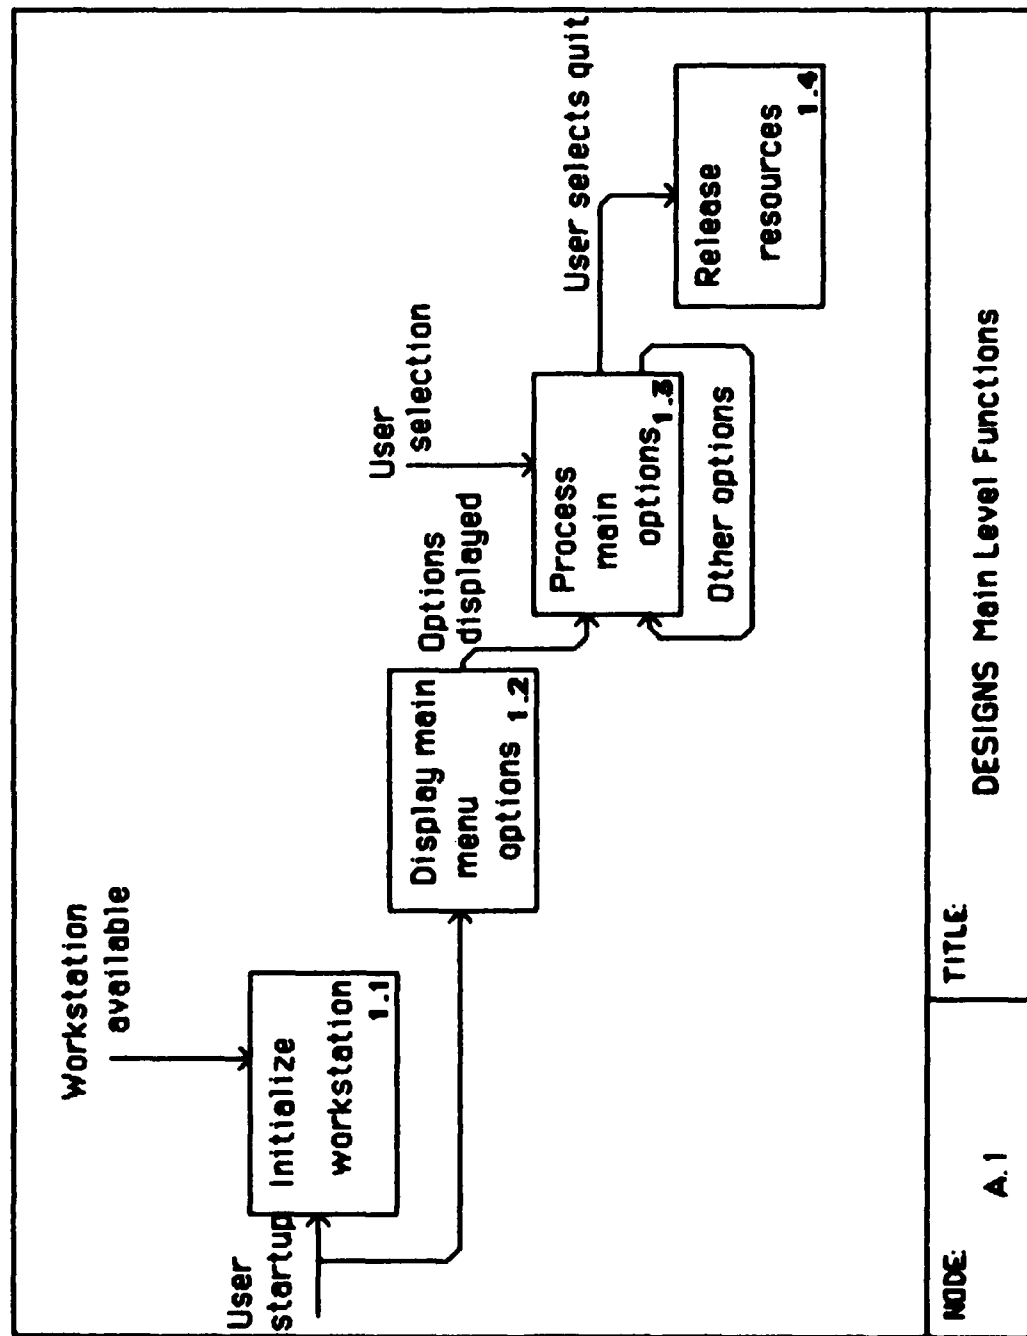 Workstation
available
User
startup
Initialize
workstation
1.1
Display main
menu
options 1.2
Options
displayed
User
selection
Process
main
options
1.3
Other options
User selects quit
Release
resources
1.4
NODE:
A.1
TITLE:
DESIGNS Main Level Functions